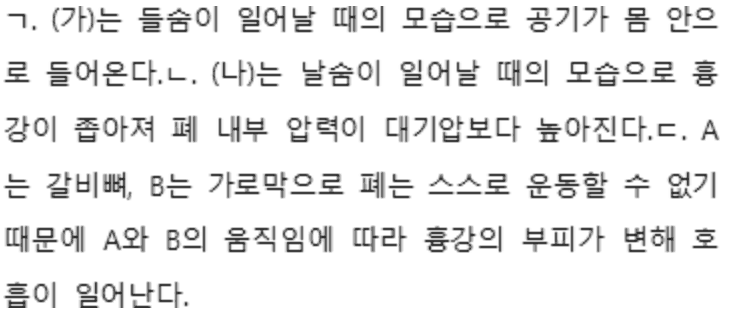 ㄱ. (가)는 들숨이 일어날 때의 모습으로 공기가 몸 안으
로 들어온다.ㄴ. (나)는 날숨이 일어날 때의 모습으로 흉
강이 좁아져 폐 내부 압력이 대기압보다 높아진다.ㄷ. A
는 갈비뼈, B는 가로막으로 폐는 스스로 운동할 수 없기
때문에 A와 B의 움직임에 따라 흉강의 부피가 변해 호
흡이 일어난다.